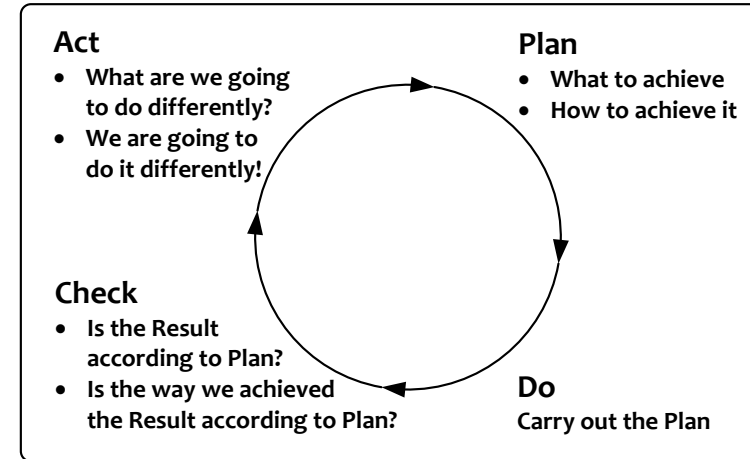 Act
• What are we going
to do differently?
• We are going to
do it differently!
Plan
• What to achieve
• How to achieve it
Check
• Is the Result
according to Plan?
• Is the way we achieved
the Result according to Plan?
Do
Carry out the Plan